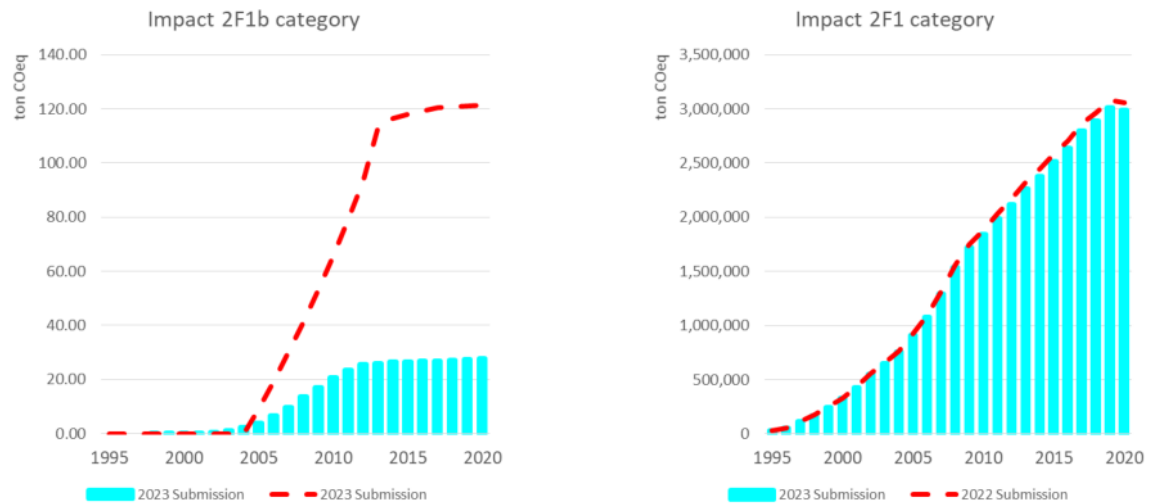 Impact 2F1b category
ton COeq
140.00
120.00
100.00
80.00
60.00
40.00
20.00
0.00
1995 2000 2005 2010 2015 2020
2023 Submission 2023 Submission
Impact 2F1 category
ton COeq
3,500,000
3,000,000
2,500,000
2,000,000
1,500,000
1,000,000
500,000
0
1995 2000 2005 2010 2015 2020
2023 Submission 2022 Submission